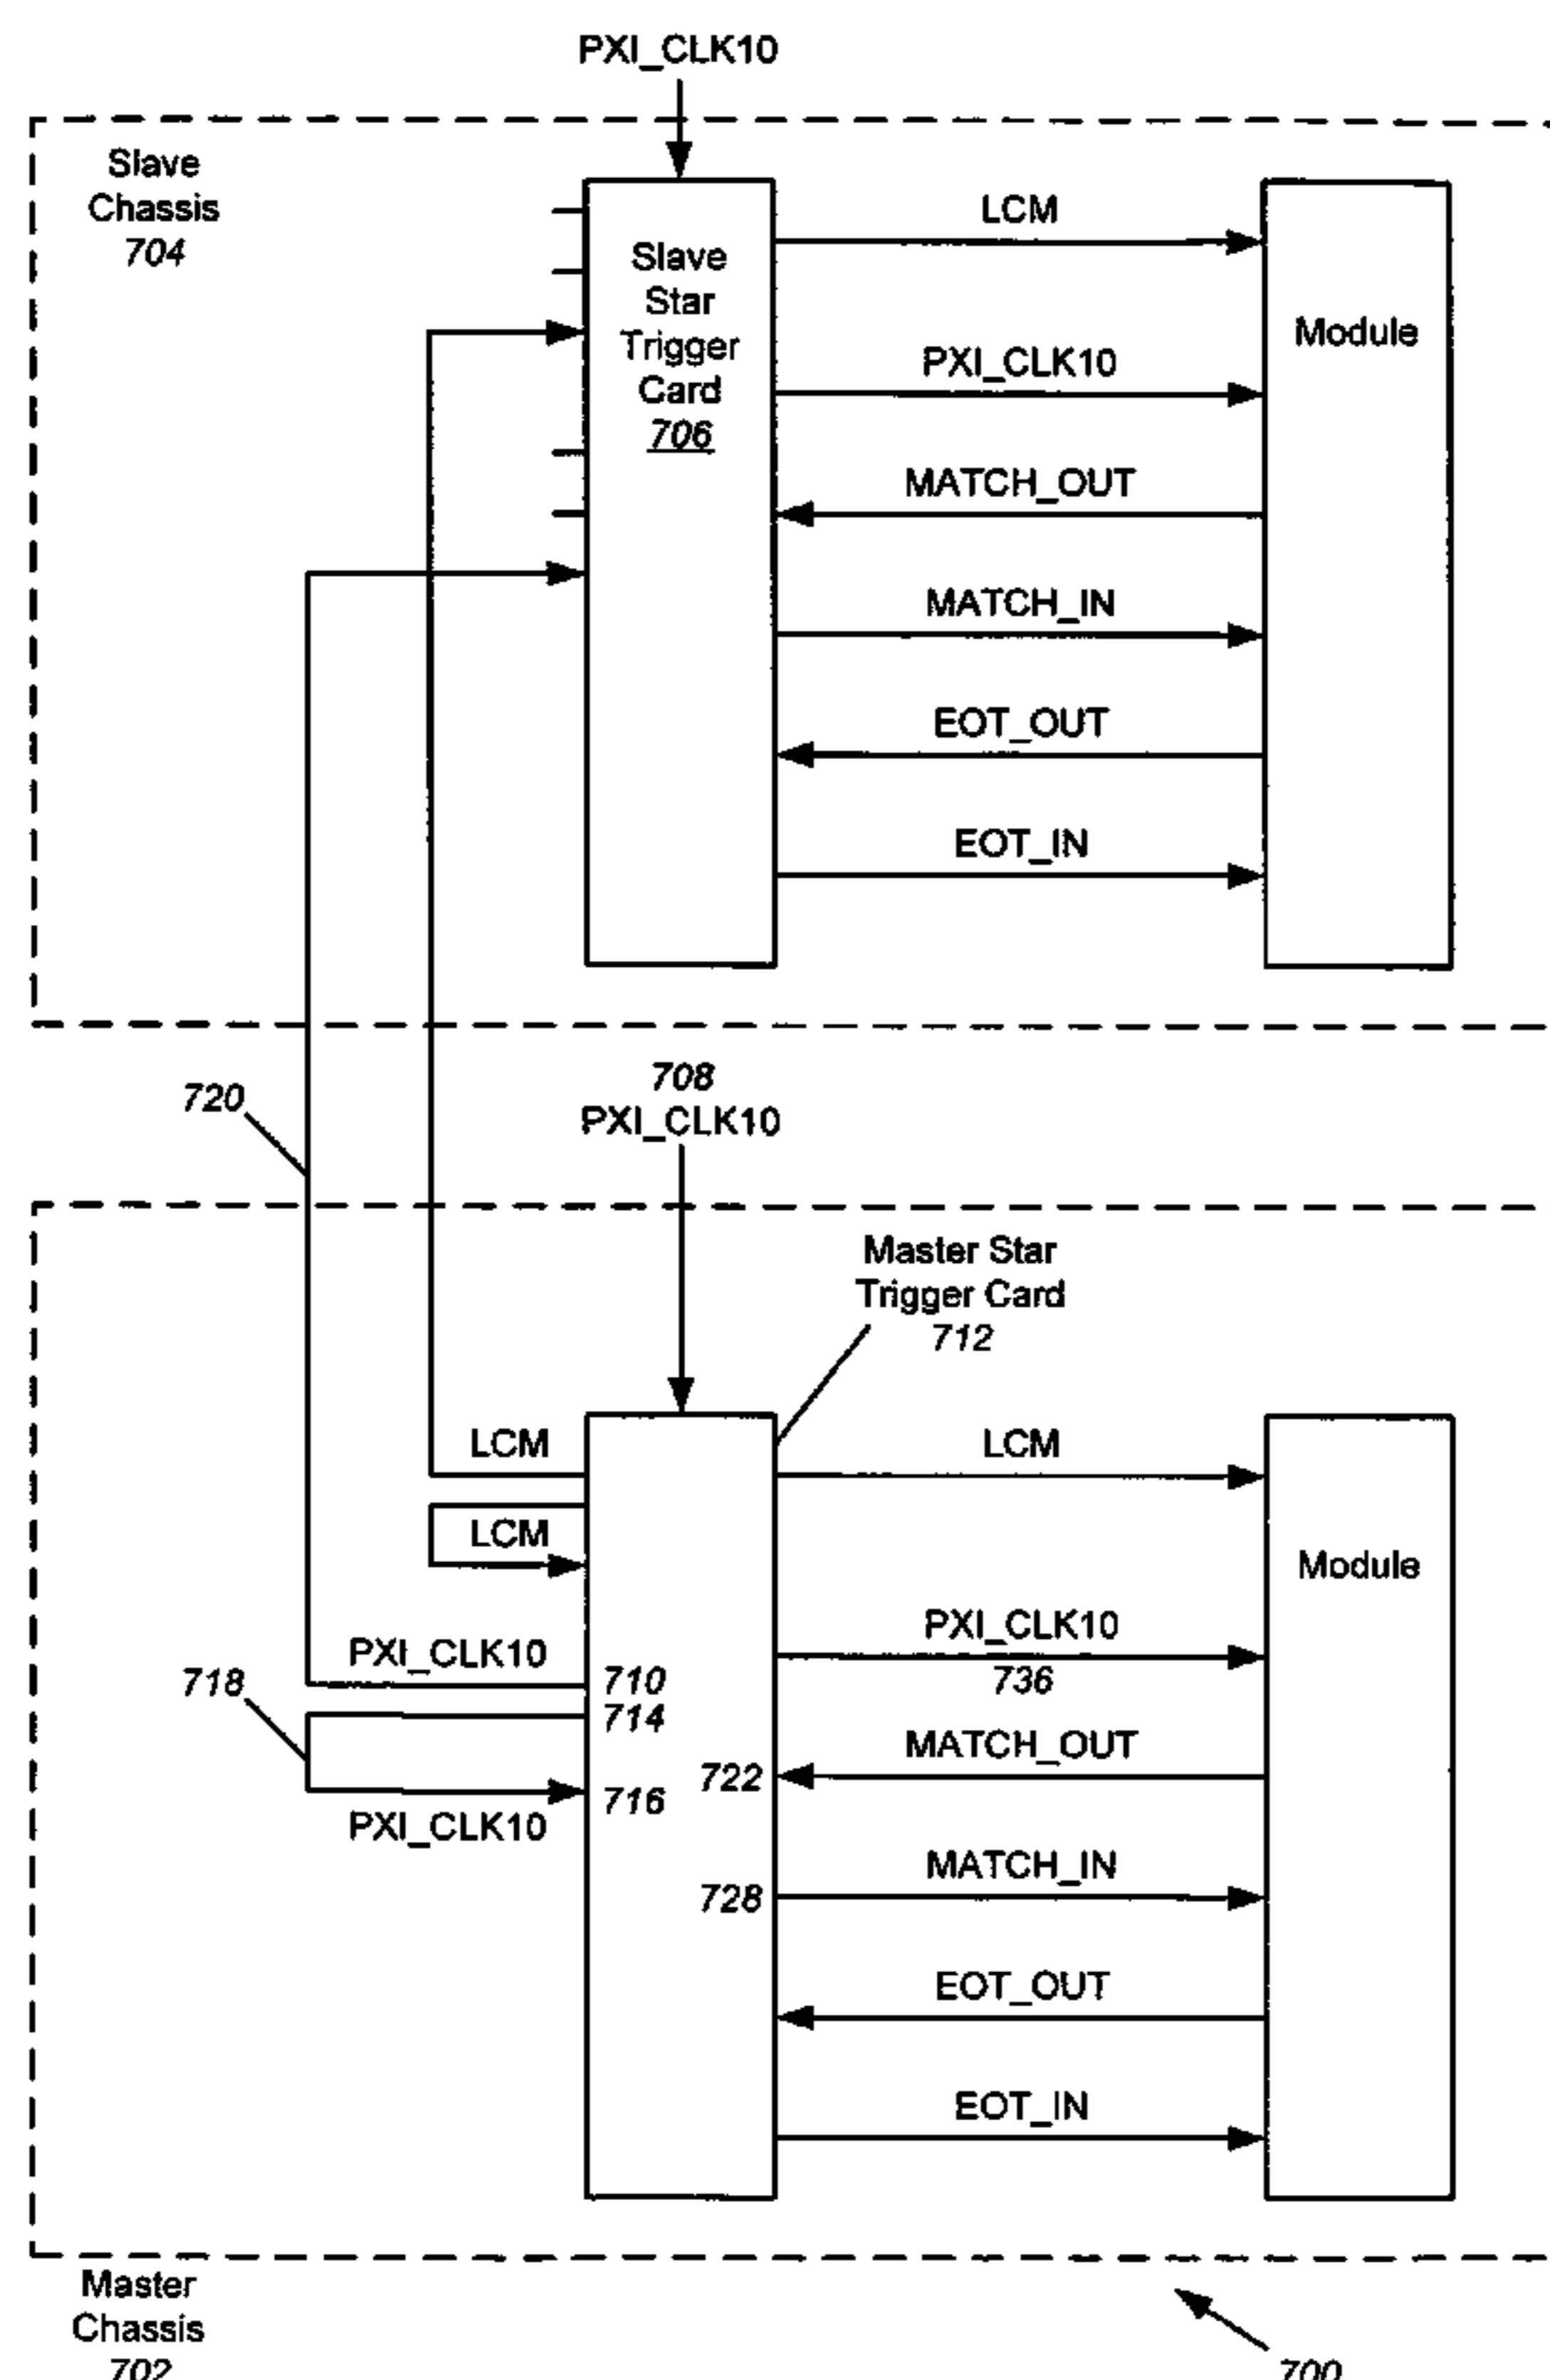 PXI_CLK10
Slave
Chassis
704
Slave
Star
Trigger
Card
706
LCM
Module
PXI_CLK10
MATCH_OUT
MATCH_IN
EOT_OUT
EOT_IN
720
708
PXI_CLK10
Master Star
Trigger Card
712
LCM
LCM
LCM
Module
PXI_CLK10
736
PXI_CLK10
710
718
714
MATCH_OUT
722
716
PXI_CLK10
MATCH_IN
728
EOT_OUT
EOT_IN
Master
Chassis
702
700